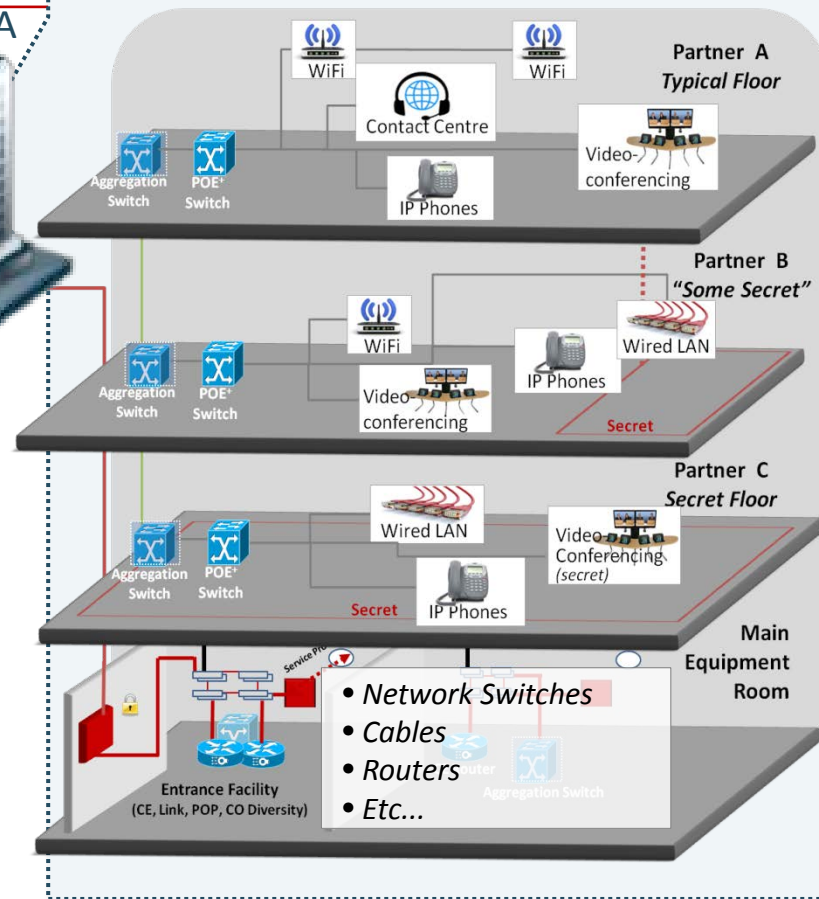 A
Partner A
Typical Floor
WiFi
WiFi
Contact Centre
Video-
conferencing
Aggregation
Switch
POE+
Switch
IP Phones
Partner B
“Some Secret”
WiFi
Wired LAN
IP Phones
Aggregation
Switch
POE+
Switch
Video-
conferencing
Secret
Partner C
Secret Floor
Wired LAN
Video-
Conferencing
(secret)
Aggregation
Switch
POE+
Switch
IP Phones
Secret
Main
Equipment
Room
Service
• Network Switches
• Cables
• Routers
• Etc...
Aggregation Switch
Entrance Facility
(CE, Link, POP, CO Diversity)